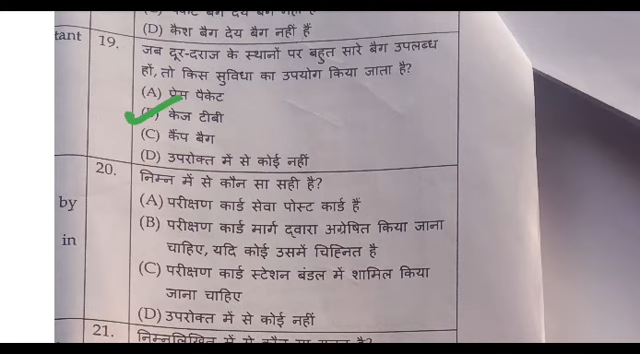 (D) कैश बैग देय बैग नहीं हैं
tant
19.
जब दूर-दराज के स्थानों पर बहुत सारे बैग उपलब्ध
हों, तो किस सुविधा का उपयोग किया जाता है?
(A) प्रेम पैकेट
केज टीबी
(C) कैंप बैग
(D) उपरोक्त में से कोई नहीं
20.
निम्न में से कौन सा सही है?
by
(A) परीक्षण कार्ड सेवा पोस्ट कार्ड हैं
(B) परीक्षण कार्ड मार्ग द्वारा अग्रेषित किया जाना
in
चाहिए, यदि कोई उसमें चिह्नित है
(C) परीक्षण कार्ड स्टेशन बंडल में शामिल किया
जाना चाहिए
(D) उपरोक्त में से कोई नहीं
21.
निम्नलिखित में से कौन सा